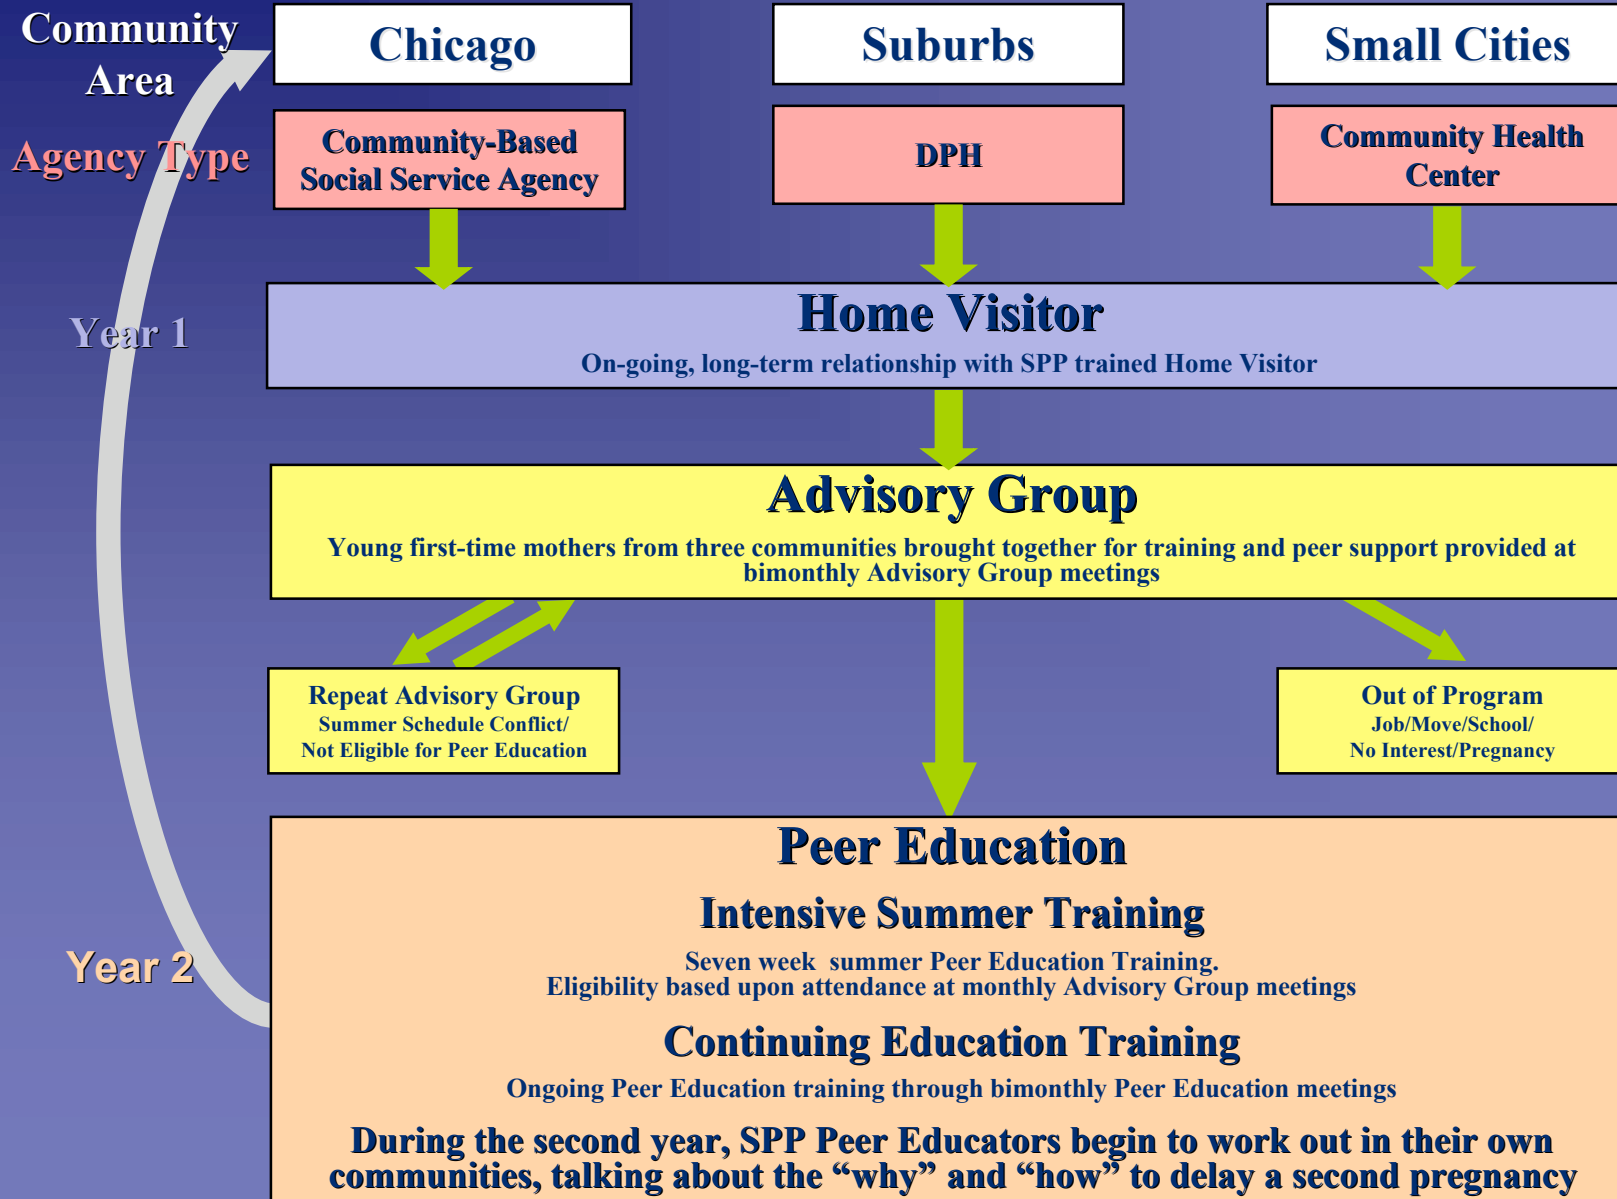 Community
Area
Chicago
Suburbs
Small Cities
Agency Type
Community-Based
Social Service Agency
DPH
Community Health
Center
Year 1
Home Visitor
On-going, long-term relationship with SPP trained Home Visitor
Advisory Group
Young first-time mothers from three communities brought together for training and peer support provided at
bimonthly Advisory Group meetings
Repeat Advisory Group
Summer Schedule Conflict/
Not Eligible for Peer Education
Out of Program
Job/Move/School/
No Interest/Pregnancy
Year 2
Peer Education
Intensive Summer Training
Seven week  summer Peer Education Training.
Eligibility based upon attendance at monthly Advisory Group meetings
Continuing Education Training
Ongoing Peer Education training through bimonthly Peer Education meetings
During the second year, SPP Peer Educators begin to work out in their own
communities, talking about the “why” and “how” to delay a second pregnancy